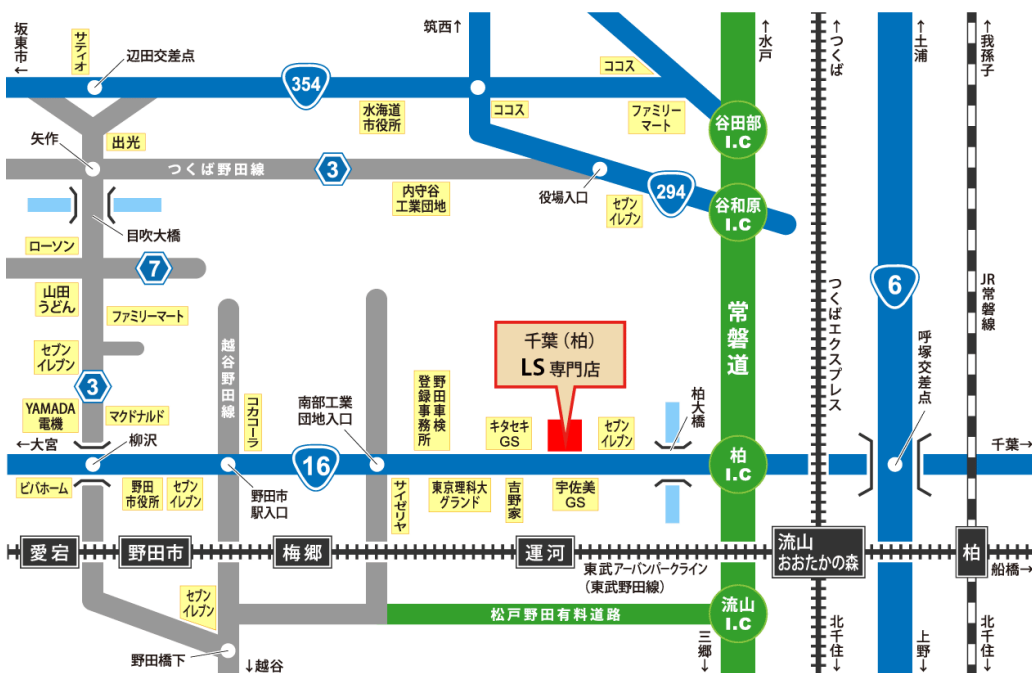 坂東市←
サティオ
辺田交差点
筑西↑
ココス
↑水戸
↑つくば
↑土浦
↑我孫子
354
水海道
市役所
ココス
ファミリー
マート
谷田部
I.C
矢作
出光
つくば野田線
3
内守谷
工業団地
役場入口
セブン
イレブン
294
谷和原
I.C
目吹大橋
ローソン
7
山田
うどん
ファミリーマート
セブン
イレブン
3
越谷野田線
千葉(柏)
LS専門店
常磐道
つくばエクスプレス
6
JR常磐線
呼塚交差点
YAMADA
電機
マクドナルド
コカコーラ
南部工業
団地入口
野田車検
登録事務所
キタセキ
GS
セブン
イレブン
柏大橋
←大宮
柳沢
16
柏
I.C
千葉→
ビバホーム
野田
市役所
セブン
イレブン
野田市
駅入口
サイゼリヤ
東京理科大
グランド
吉野家
宇佐美
GS
愛宕
野田市
梅郷
運河
東武アーバンパークライン
(東武野田線)
流山
おおたかの森
柏
船橋→
セブン
イレブン
松戸野田有料道路
流山
I.C
野田橋下
↓越谷
三郷↓
北千住↓
上野↓
北千住↓